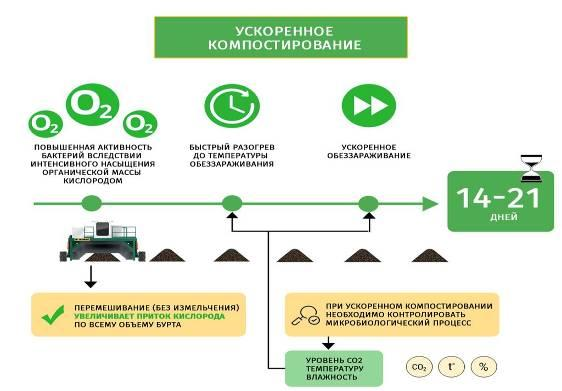 УСКОРЕННОЕ
КОМПОСТИРОВАНИЕ
O2
O2
O2
ПОВЫШЕННАЯ АКТИВНОСТЬ
БАКТЕРИЙ ВСЛЕДСТВИИ
ИНТЕНСИВНОГО НАСЫЩЕНИЯ
ОРГАНИЧЕСКОЙ МАССЫ
КИСЛОРОДОМ
БЫСТРЫЙ РАЗОГРЕВ
ДО ТЕМПЕРАТУРЫ
ОБЕЗЗАРАЖИВАНИЯ
УСКОРЕННОЕ
ОБЕЗЗАРАЖИВАНИЕ
14-21
ДНЕЙ
ПЕРЕМЕШИВАНИЕ (БЕЗ ИЗМЕЛЬЧЕНИЯ)
УВЕЛИЧИВАЕТ ПРИТОК КИСЛОРОДА
ПО ВСЕМУ ОБЪЕМУ БУРТА
ПРИ УСКОРЕННОМ КОМПОСТИРОВАНИИ
НЕОБХОДИМО КОНТРОЛИРОВАТЬ
МИКРОБИОЛОГИЧЕСКИЙ ПРОЦЕСС
УРОВЕНЬ СО2
ТЕМПЕРАТУРУ
ВЛАЖНОСТЬ
CO2
t°
%